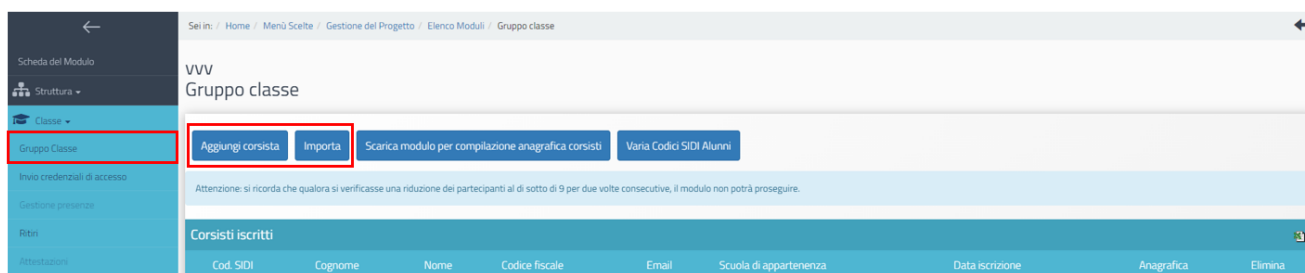 Sei in: / Home / Menù Scelte / Gestione del Progetto / Elenco Moduli / Gruppo classe
Scheda del Modulo
Struttura
Classe
Gruppo Classe
Invio credenziali di accesso
Gestione presenze
Ritiri
Attestazioni
vvv
Gruppo classe
Aggiungi corsista Importa Scarica modulo per compilazione anagrafica corsisti Varia Codici SIDI Alunni
Attenzione: si ricorda che qualora si verificasse una riduzione dei partecipanti al di sotto di 9 per due volte consecutive, il modulo non potrà proseguire.
Corsisti iscritti
Cod. SIDI Cognome Nome Codice fiscale Email Scuola di appartenenza Data iscrizione Anagrafica Elimina